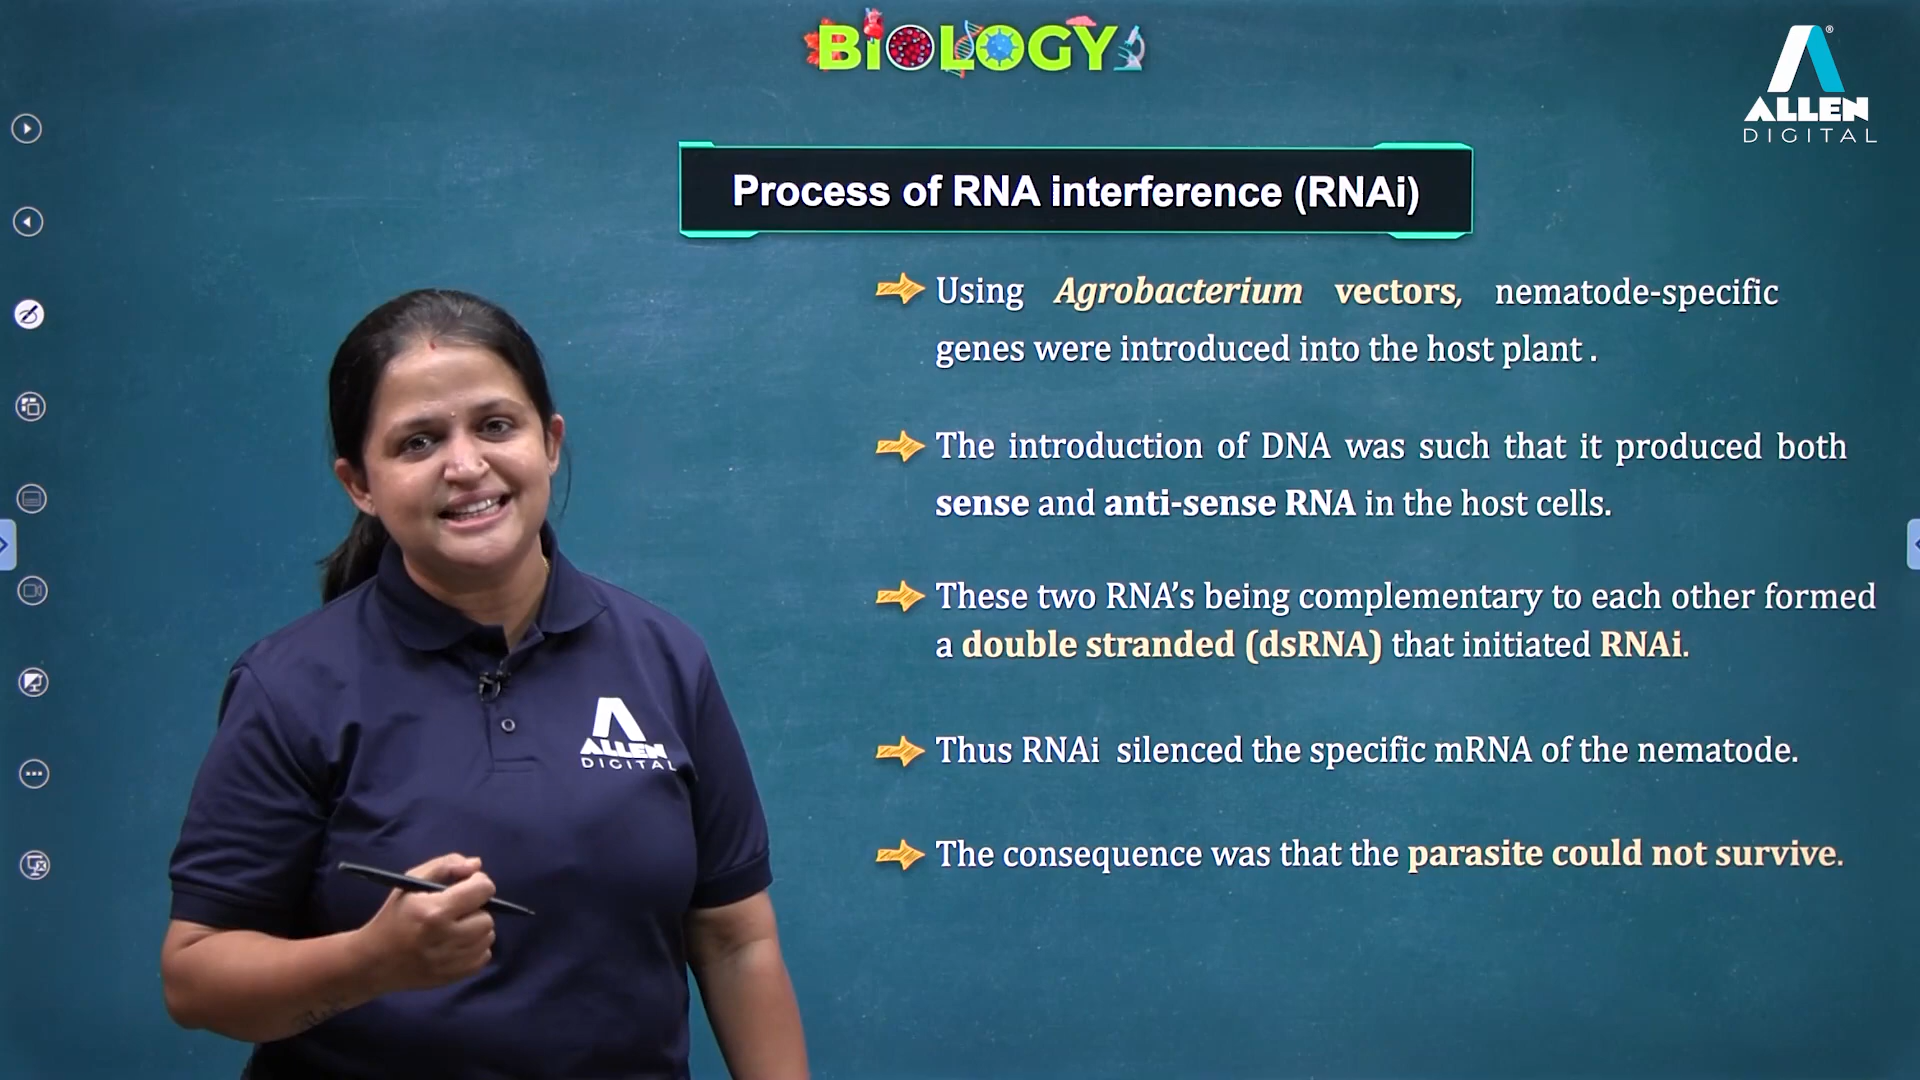 BIOLOGY
ALLEN
DIGITAL
Process of RNA interference (RNAi)
Using Agrobacterium vectors, nematode-specific
genes were introduced into the host plant .
The introduction of DNA was such that it produced both
sense and anti-sense RNA in the host cells.
These two RNA’s being complementary to each other formed
a double stranded (dsRNA) that initiated RNAi.
Thus RNAi silenced the specific mRNA of the nematode.
The consequence was that the parasite could not survive.
ALLEN
DIGITAL